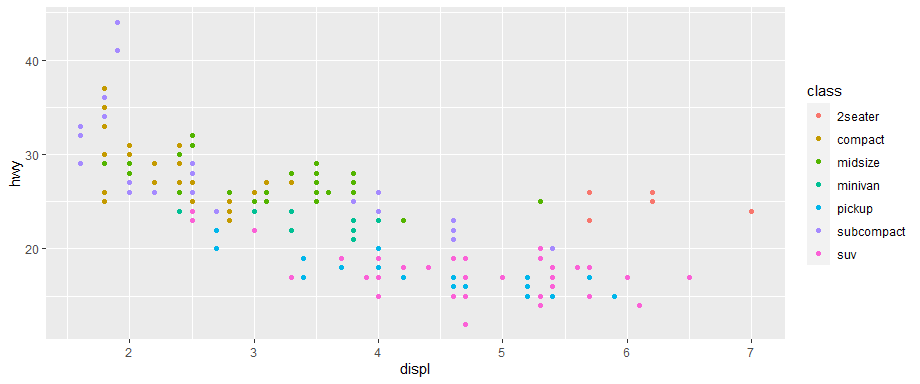 hwy
40
30
20
2 3 4 5 6 7
displ
class
2seater
compact
midsize
minivan
pickup
subcompact
suv